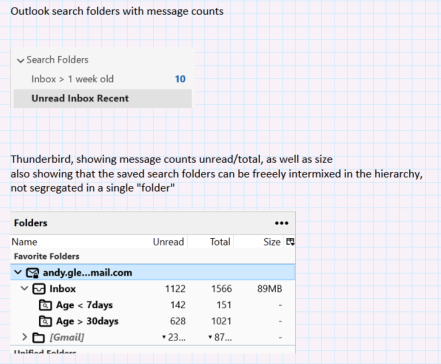 Outlook search folders with message counts
Search Folders
Inbox > 1 week old 10
Unread Inbox Recent
Thunderbird, showing message counts unread/total, as well as size
also showing that the saved search folders can be freeely intermixed in the hierarchy,
not segregated in a single "folder"
Folders •••
Name Unread Total Size
Favorite Folders
andy.gle...mail.com
Inbox 1122 1566 89MB
Age < 7days 142 151 -
Age > 30days 628 1021 -
[Gmail] ▾ 23... ▾ 87... -
Unified Folders